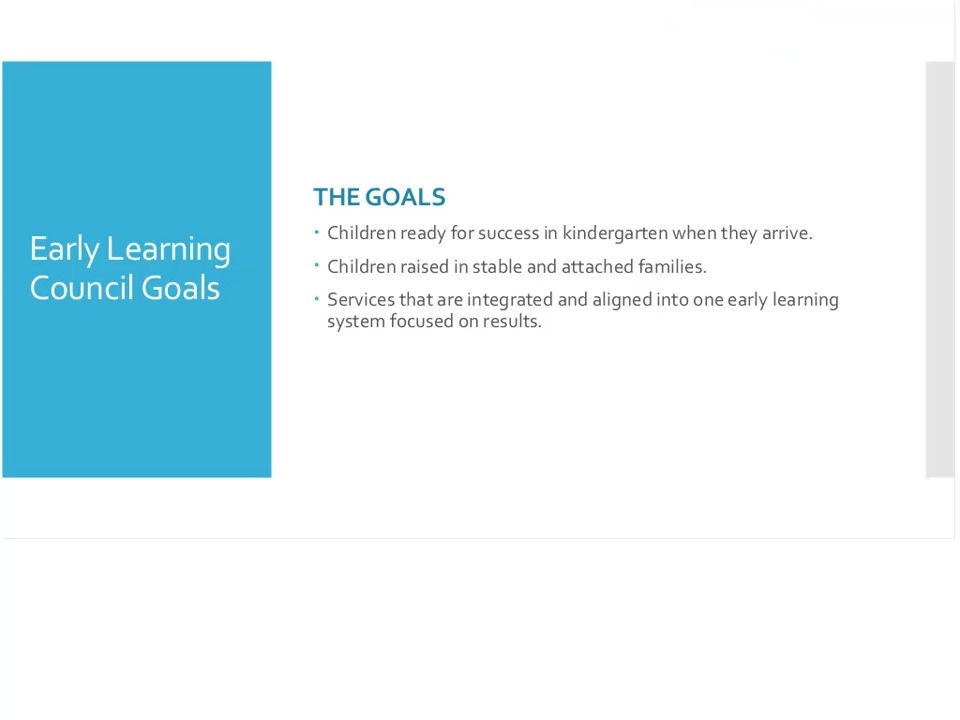 Early Learning
Council Goals
THE GOALS
• Children ready for success in kindergarten when they arrive.
• Children raised in stable and attached families.
• Services that are integrated and aligned into one early learning
system focused on results.